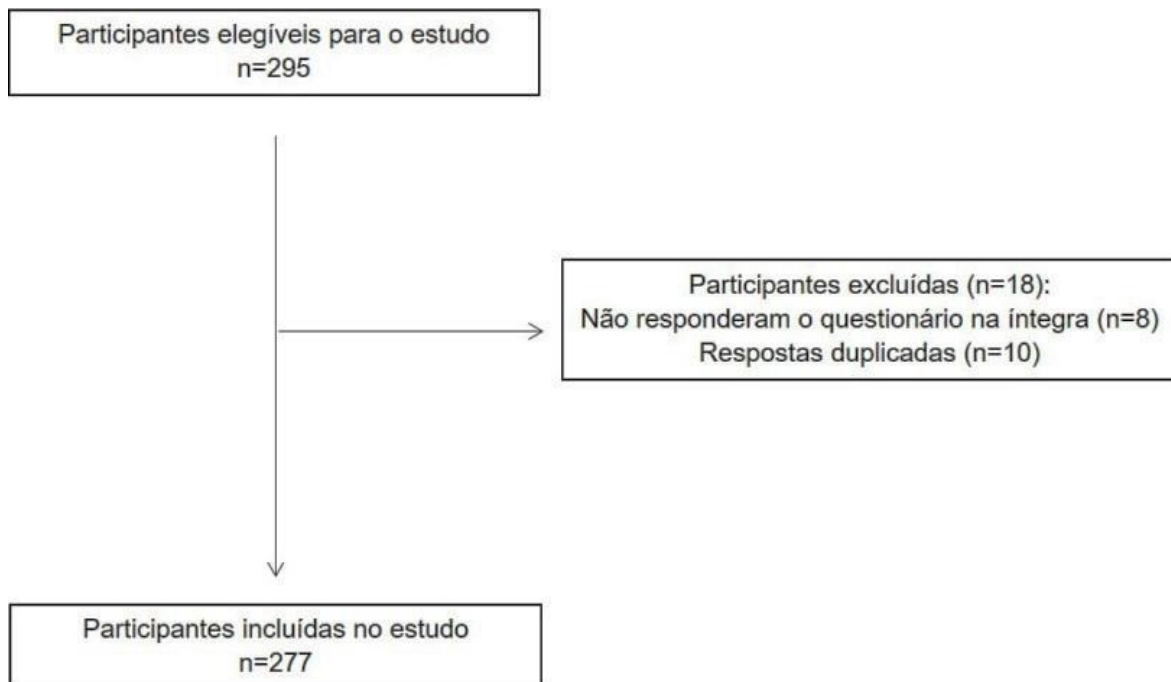 Participantes elegíveis para o estudo
n=295
Participantes excluídas (n=18):
Não responderam o questionário na íntegra (n=8)
Respostas duplicadas (n=10)
Participantes incluídas no estudo
n=277